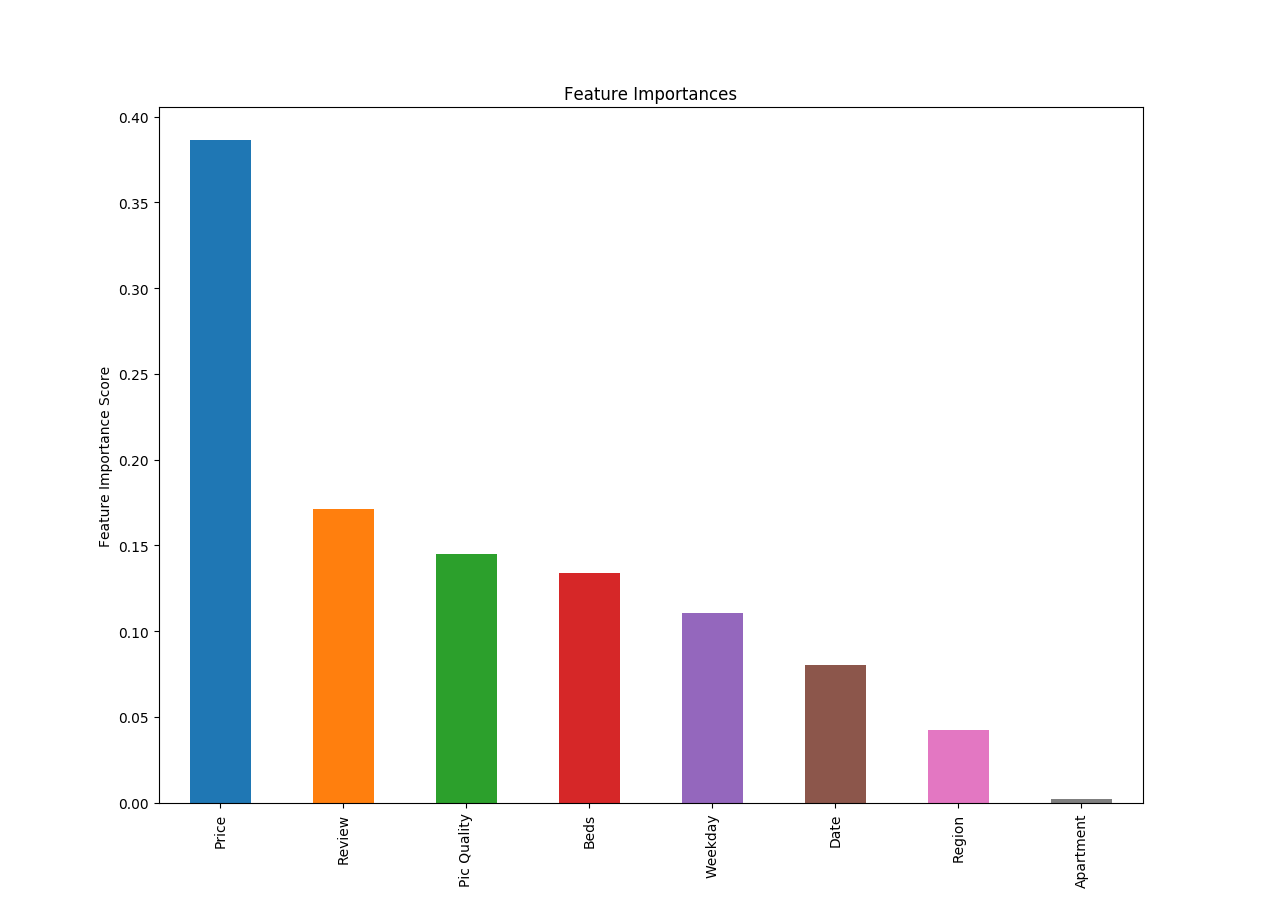 Feature Importances
Feature Importance Score
0.40
0.35
0.30
0.25
0.20
0.15
0.10
0.05
0.00
Price
Review
Pic Quality
Beds
Weekday
Date
Region
Apartment